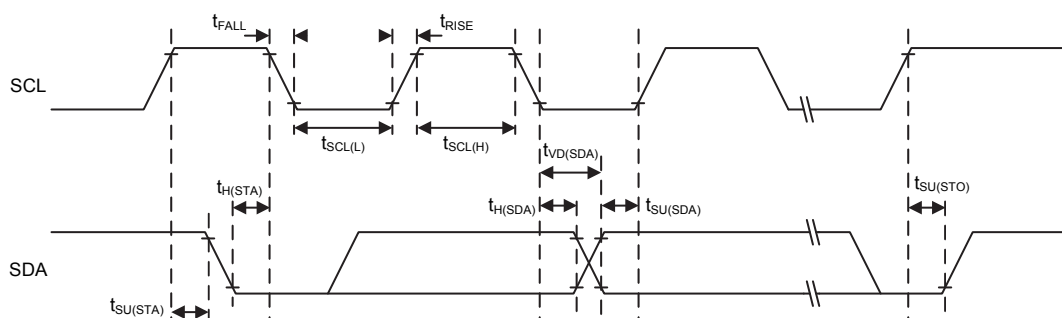 tFALL
tRISE
SCL
tSCL(L)
tSCL(H)
tVD(SDA)
tH(STA)
tH(SDA)
tSU(SDA)
tSU(STO)
SDA
tSU(STA)